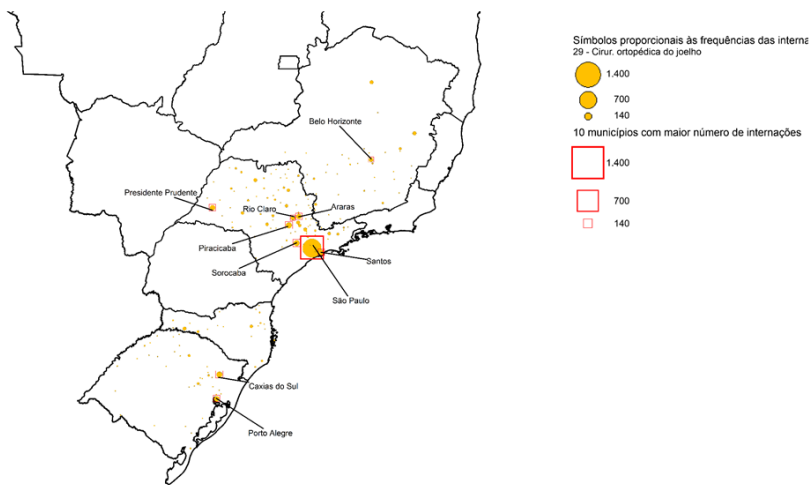 Símbolos proporcionais às frequências das interna
29 - Cirur. ortopédica do joelho
1.400
700
140
10 municípios com maior número de internações
1.400
700
140
Belo Horizonte
Presidente Prudente
Rio Claro
Araras
Piracicaba
Sorocaba
Santos
São Paulo
Caxias do Sul
Porto Alegre